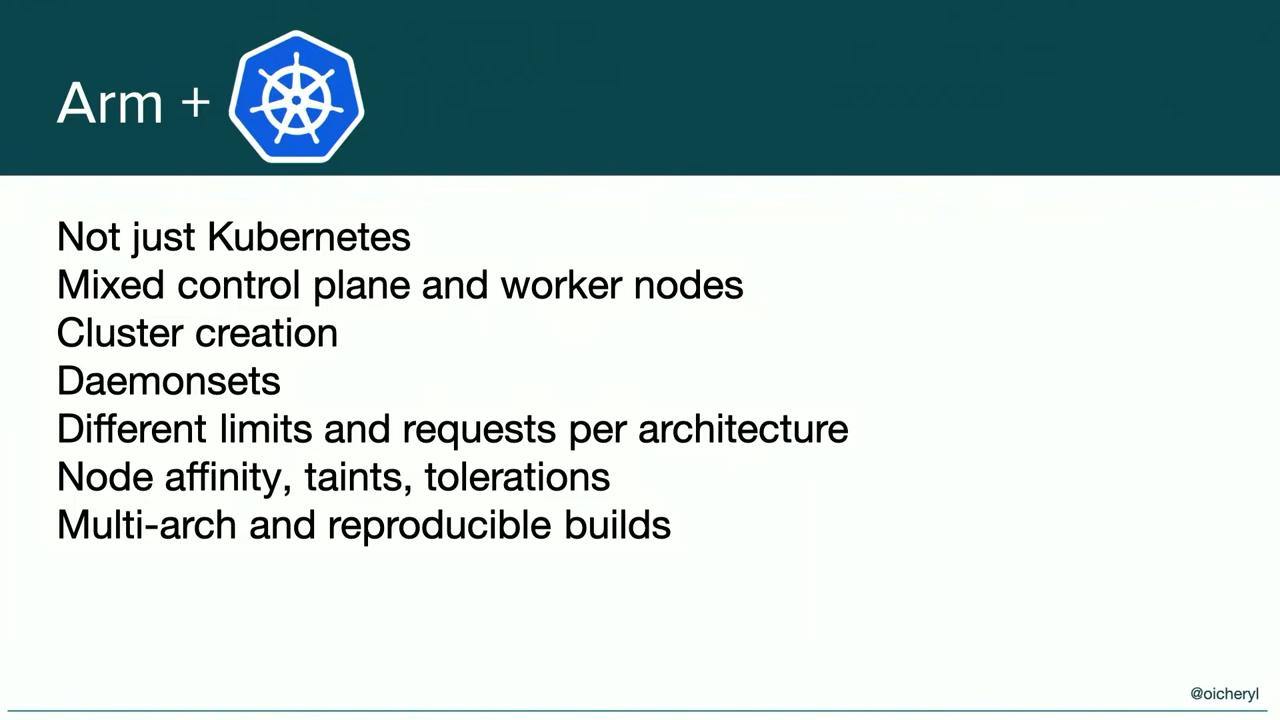 Arm +
Not just Kubernetes
Mixed control plane and worker nodes
Cluster creation
Daemonsets
Different limits and requests per architecture
Node affinity, taints, tolerations
Multi-arch and reproducible builds
@oicheryl